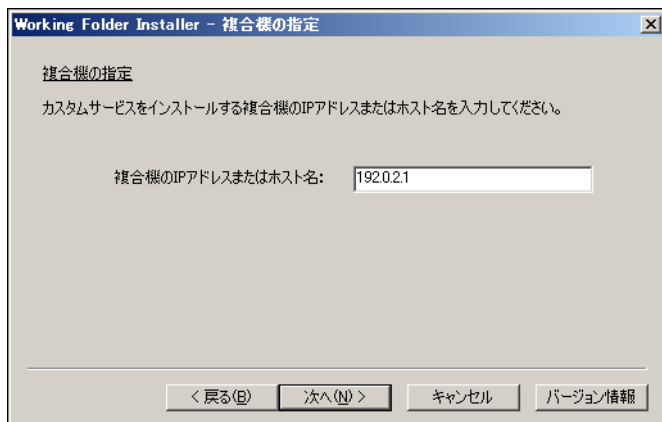 Working Folder Installer - 複合機の指定
複合機の指定
カスタムサービスをインストールする複合機のIPアドレスまたはホスト名を入力してください。
複合機のIPアドレスまたはホスト名: 192.0.2.1
< 戻る(B) 次へ(N) > キャンセル バージョン情報